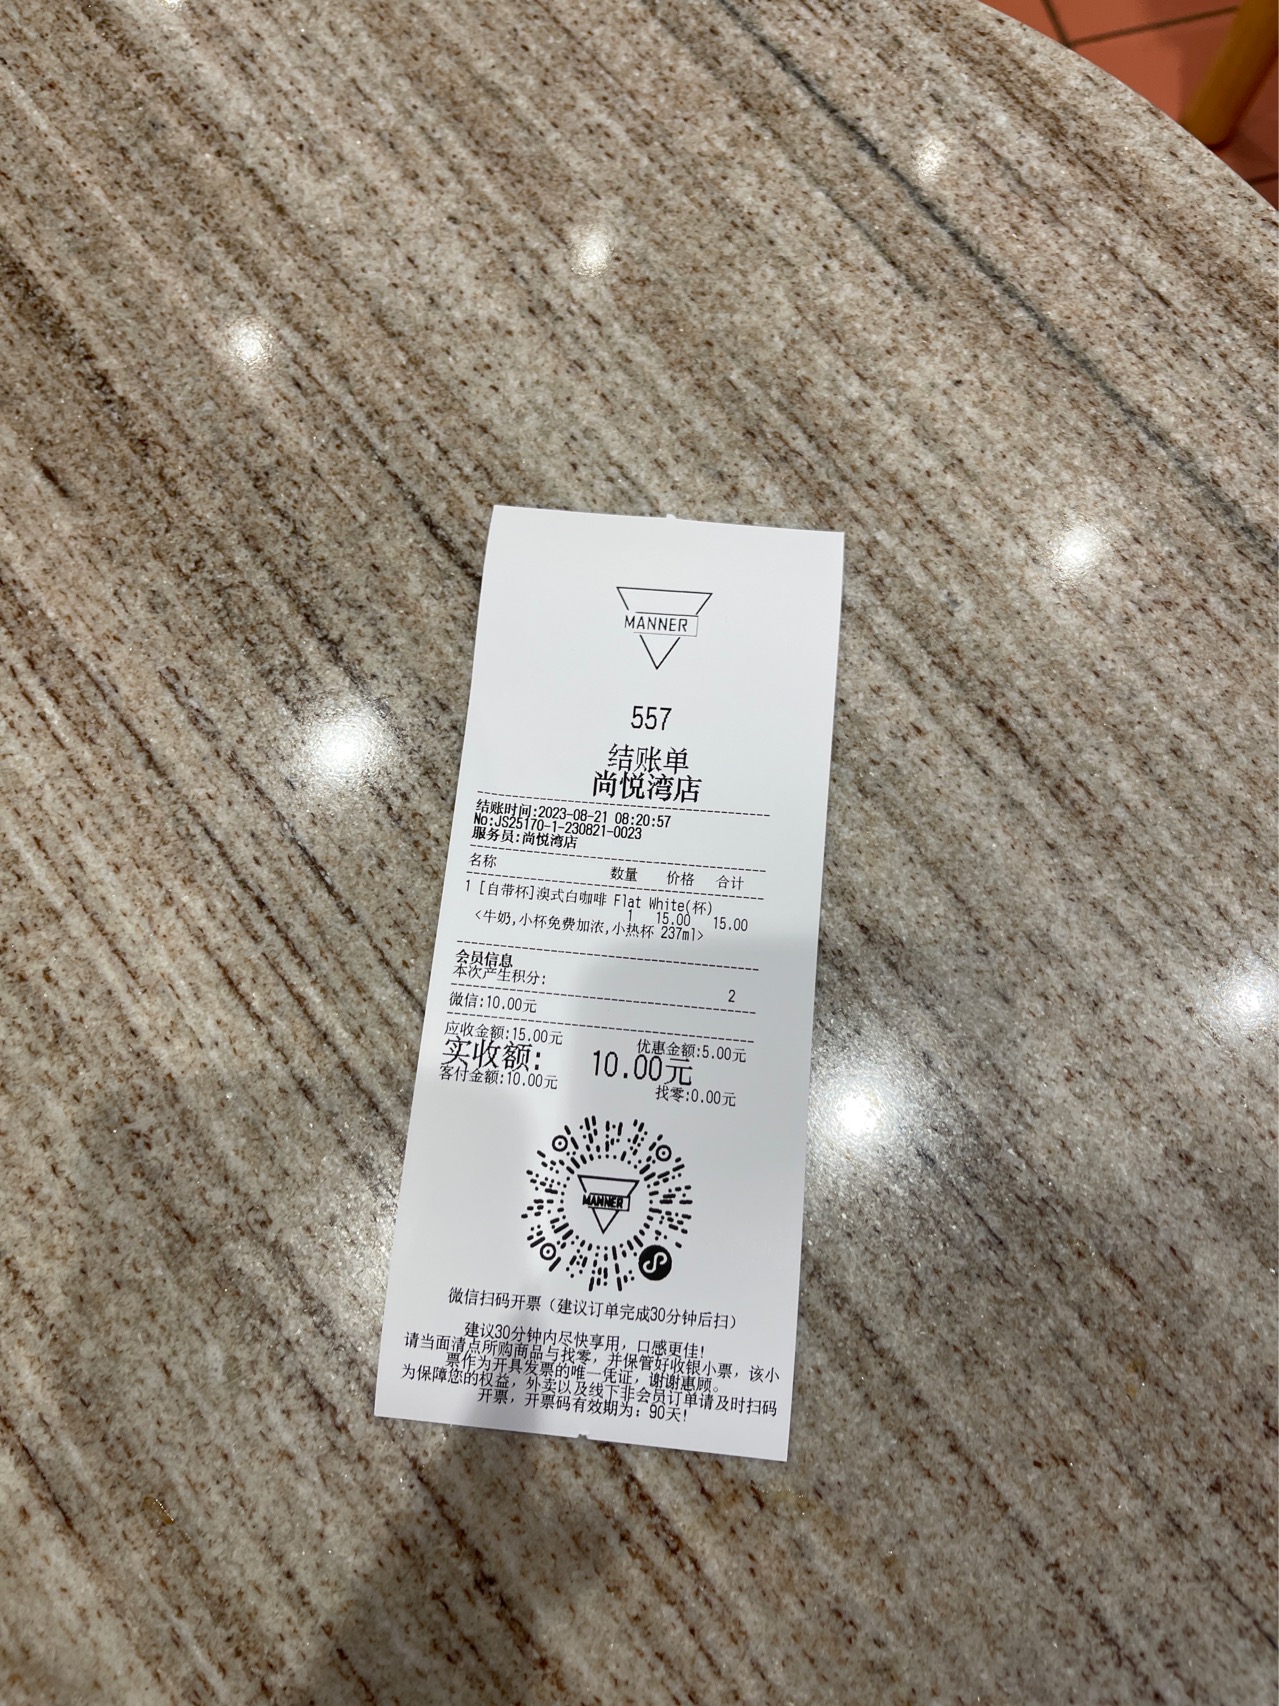 MANNER
557
结账单
尚悦湾店
结账时间:2023-08-21 08:20:57
No:JS25170-1-230821-0023
服务员:尚悦湾店
名称 数量 价格 合计
1 [自带杯]澳式白咖啡 Flat White(杯)
1 15.00 15.00
<牛奶,小杯免费加浓,小热杯 237ml>
会员信息
本次产生积分: 2
微信:10.00元
应收金额:15.00元 优惠金额:5.00元
实收额: 10.00元
客付金额:10.00元 找零:0.00元
MANNER
微信扫码开票（建议订单完成30分钟后扫）
建议30分钟内尽快享用，口感更佳!
请当面清点所购商品与找零，并保管好收银小票，该小
票作为开具发票的唯一凭证，谢谢惠顾。
为保障您的权益，外卖以及线下非会员订单请及时扫码
开票，开票码有效期为：90天!